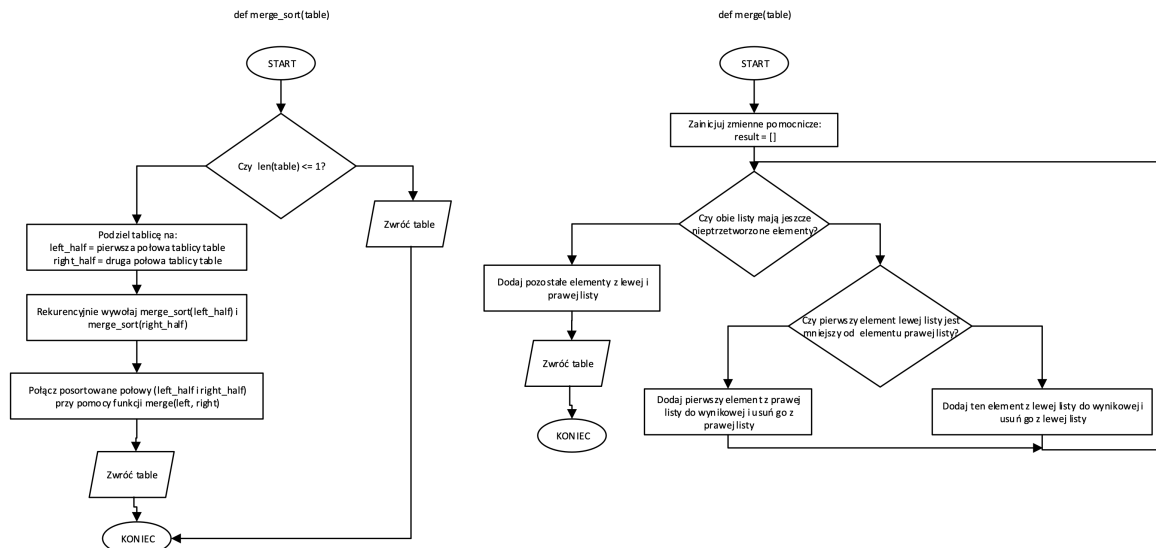 def merge_sort(table)
START
Czy len(table) <= 1?
Zwróć table
Podziel tablicę na:
left_half = pierwsza połowa tablicy table
right_half = druga połowa tablicy table
Rekurencyjnie wywołaj merge_sort(left_half) i
merge_sort(right_half)
Połącz posortowane połowy (left_half i right_half)
przy pomocy funkcji merge(left, right)
Zwróć table
KONIEC
def merge(table)
START
Zainicjuj zmienne pomocnicze:
result = []
Czy obie listy mają jeszcze
nieptrzetworzone elementy?
Dodaj pozostałe elementy z lewej i
prawej listy
Zwróć table
KONIEC
Czy pierwszy element lewej listy jest
mniejszy od elementu prawej listy?
Dodaj pierwszy element z prawej
listy do wynikowej i usuń go z
prawej listy
Dodaj ten element z lewej listy do wynikowej i
usuń go z lewej listy